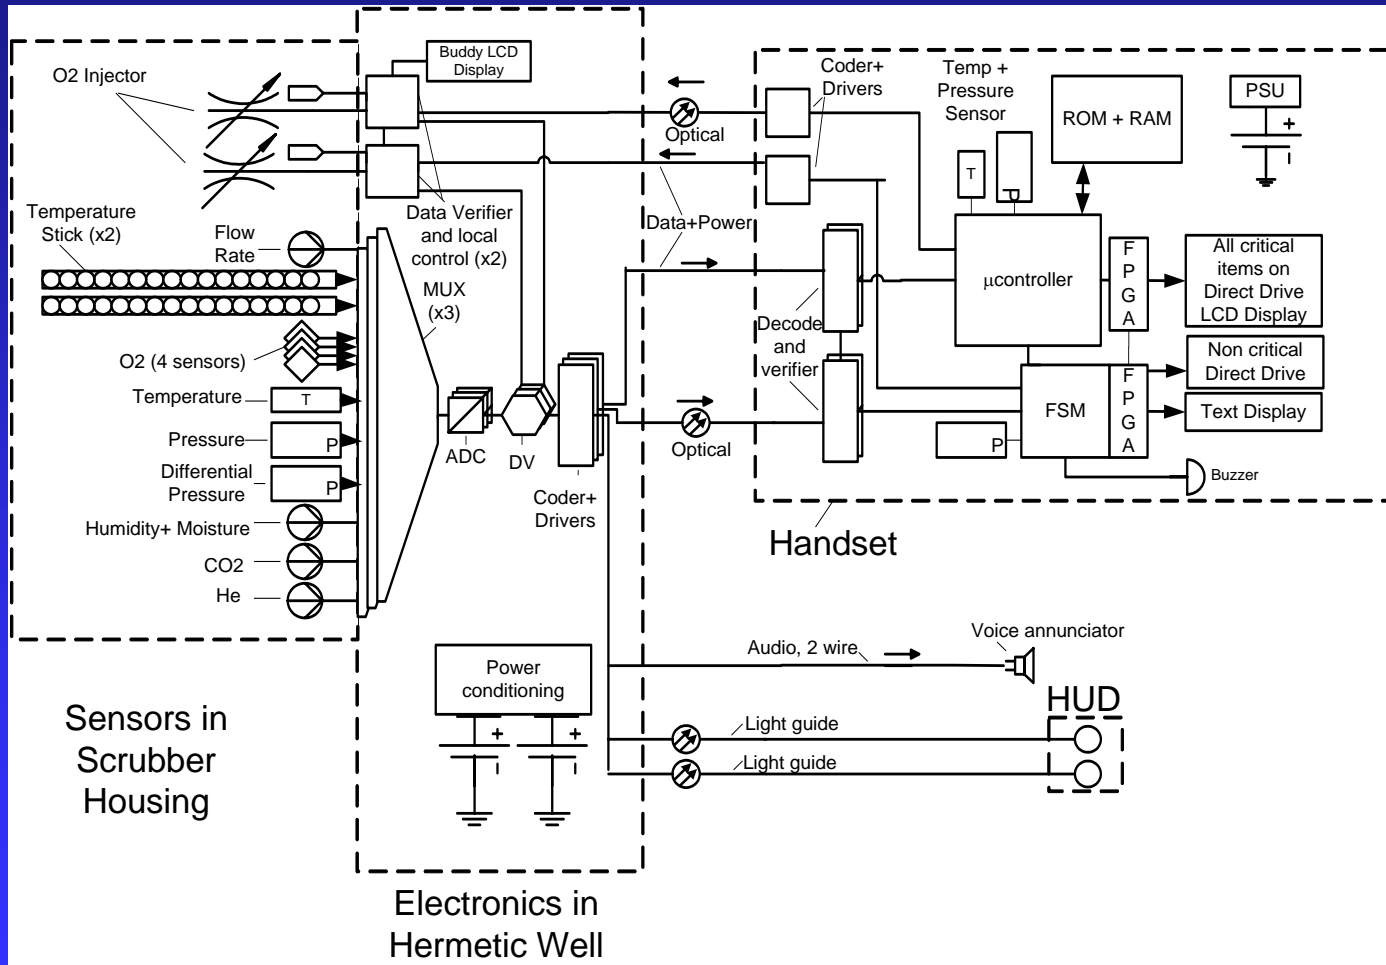 Buddy LCD
Display
O2 Injector
Coder+
Drivers
Temp +
Pressure
Sensor
PSU
+
I
ROM + RAM
Optical
T
P
Temperature
Stick (x2)
Flow
Rate
Data Verifier
and local
control (x2)
Data+Power
MUX
(x3)
μcontroller
F
P
G
A
All critical
items on
Direct Drive
LCD Display
Decode
and
verifier
O2 (4 sensors)
Non critical
Direct Drive
Temperature
T
FSM
F
P
G
A
Text Display
Pressure
P
ADC
DV
Optical
P
Differential
Pressure
P
Buzzer
Coder+
Drivers
Humidity+ Moisture
Handset
CO2
He
Voice annunciator
Audio, 2 wire
Power
conditioning
HUD
Light guide
+
I
+
I
Light guide
Sensors in
Scrubber
Housing
Electronics in
Hermetic Well